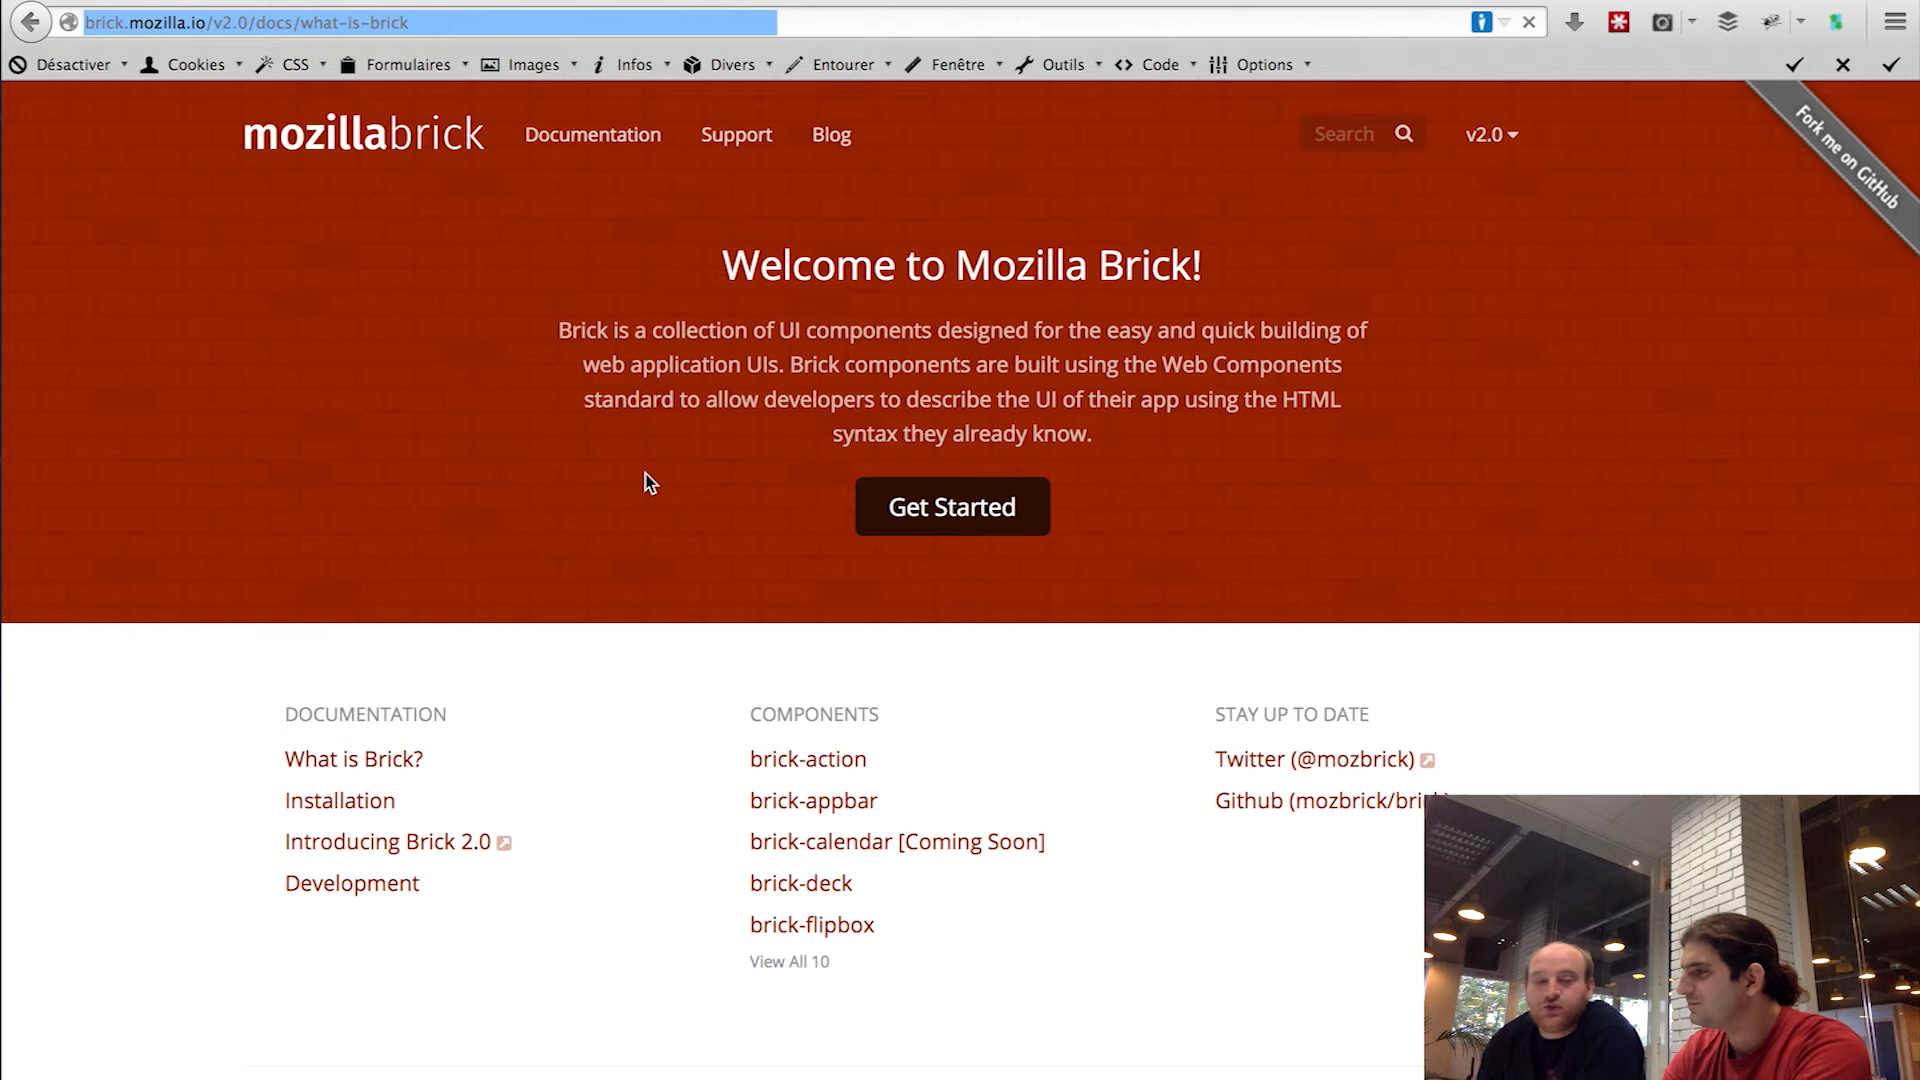 brick.mozilla.io/v2.0/docs/what-is-brick
Désactiver Cookies CSS Formulaires Images Infos Divers Entourer Fenêtre Outils Code Options
mozillabrick Documentation Support Blog Search v2.0
Fork me on GitHub
Welcome to Mozilla Brick!
Brick is a collection of UI components designed for the easy and quick building of
web application UIs. Brick components are built using the Web Components
standard to allow developers to describe the UI of their app using the HTML
syntax they already know.
Get Started
DOCUMENTATION
What is Brick?
Installation
Introducing Brick 2.0
Development
COMPONENTS
brick-action
brick-appbar
brick-calendar [Coming Soon]
brick-deck
brick-flipbox
View All 10
STAY UP TO DATE
Twitter (@mozbrick)
Github (mozbrick/brick)